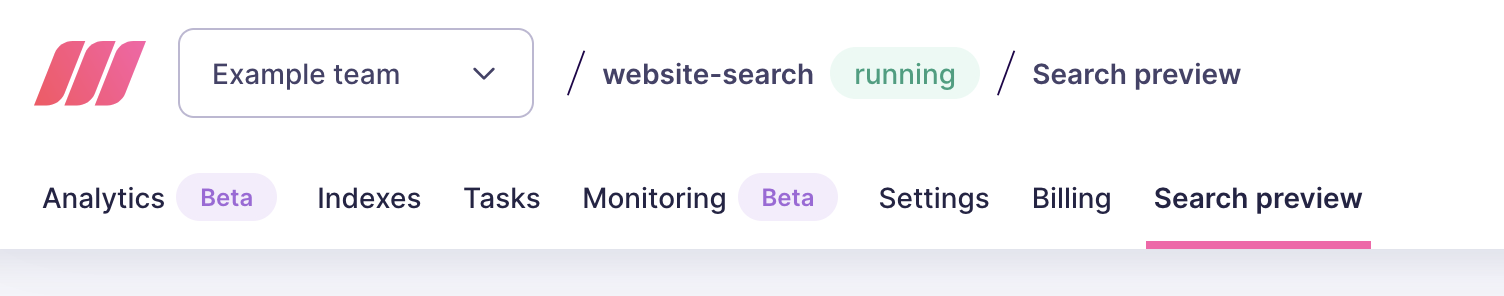 Example team / website-search running / Search preview
Analytics Beta Indexes Tasks Monitoring Beta Settings Billing Search preview